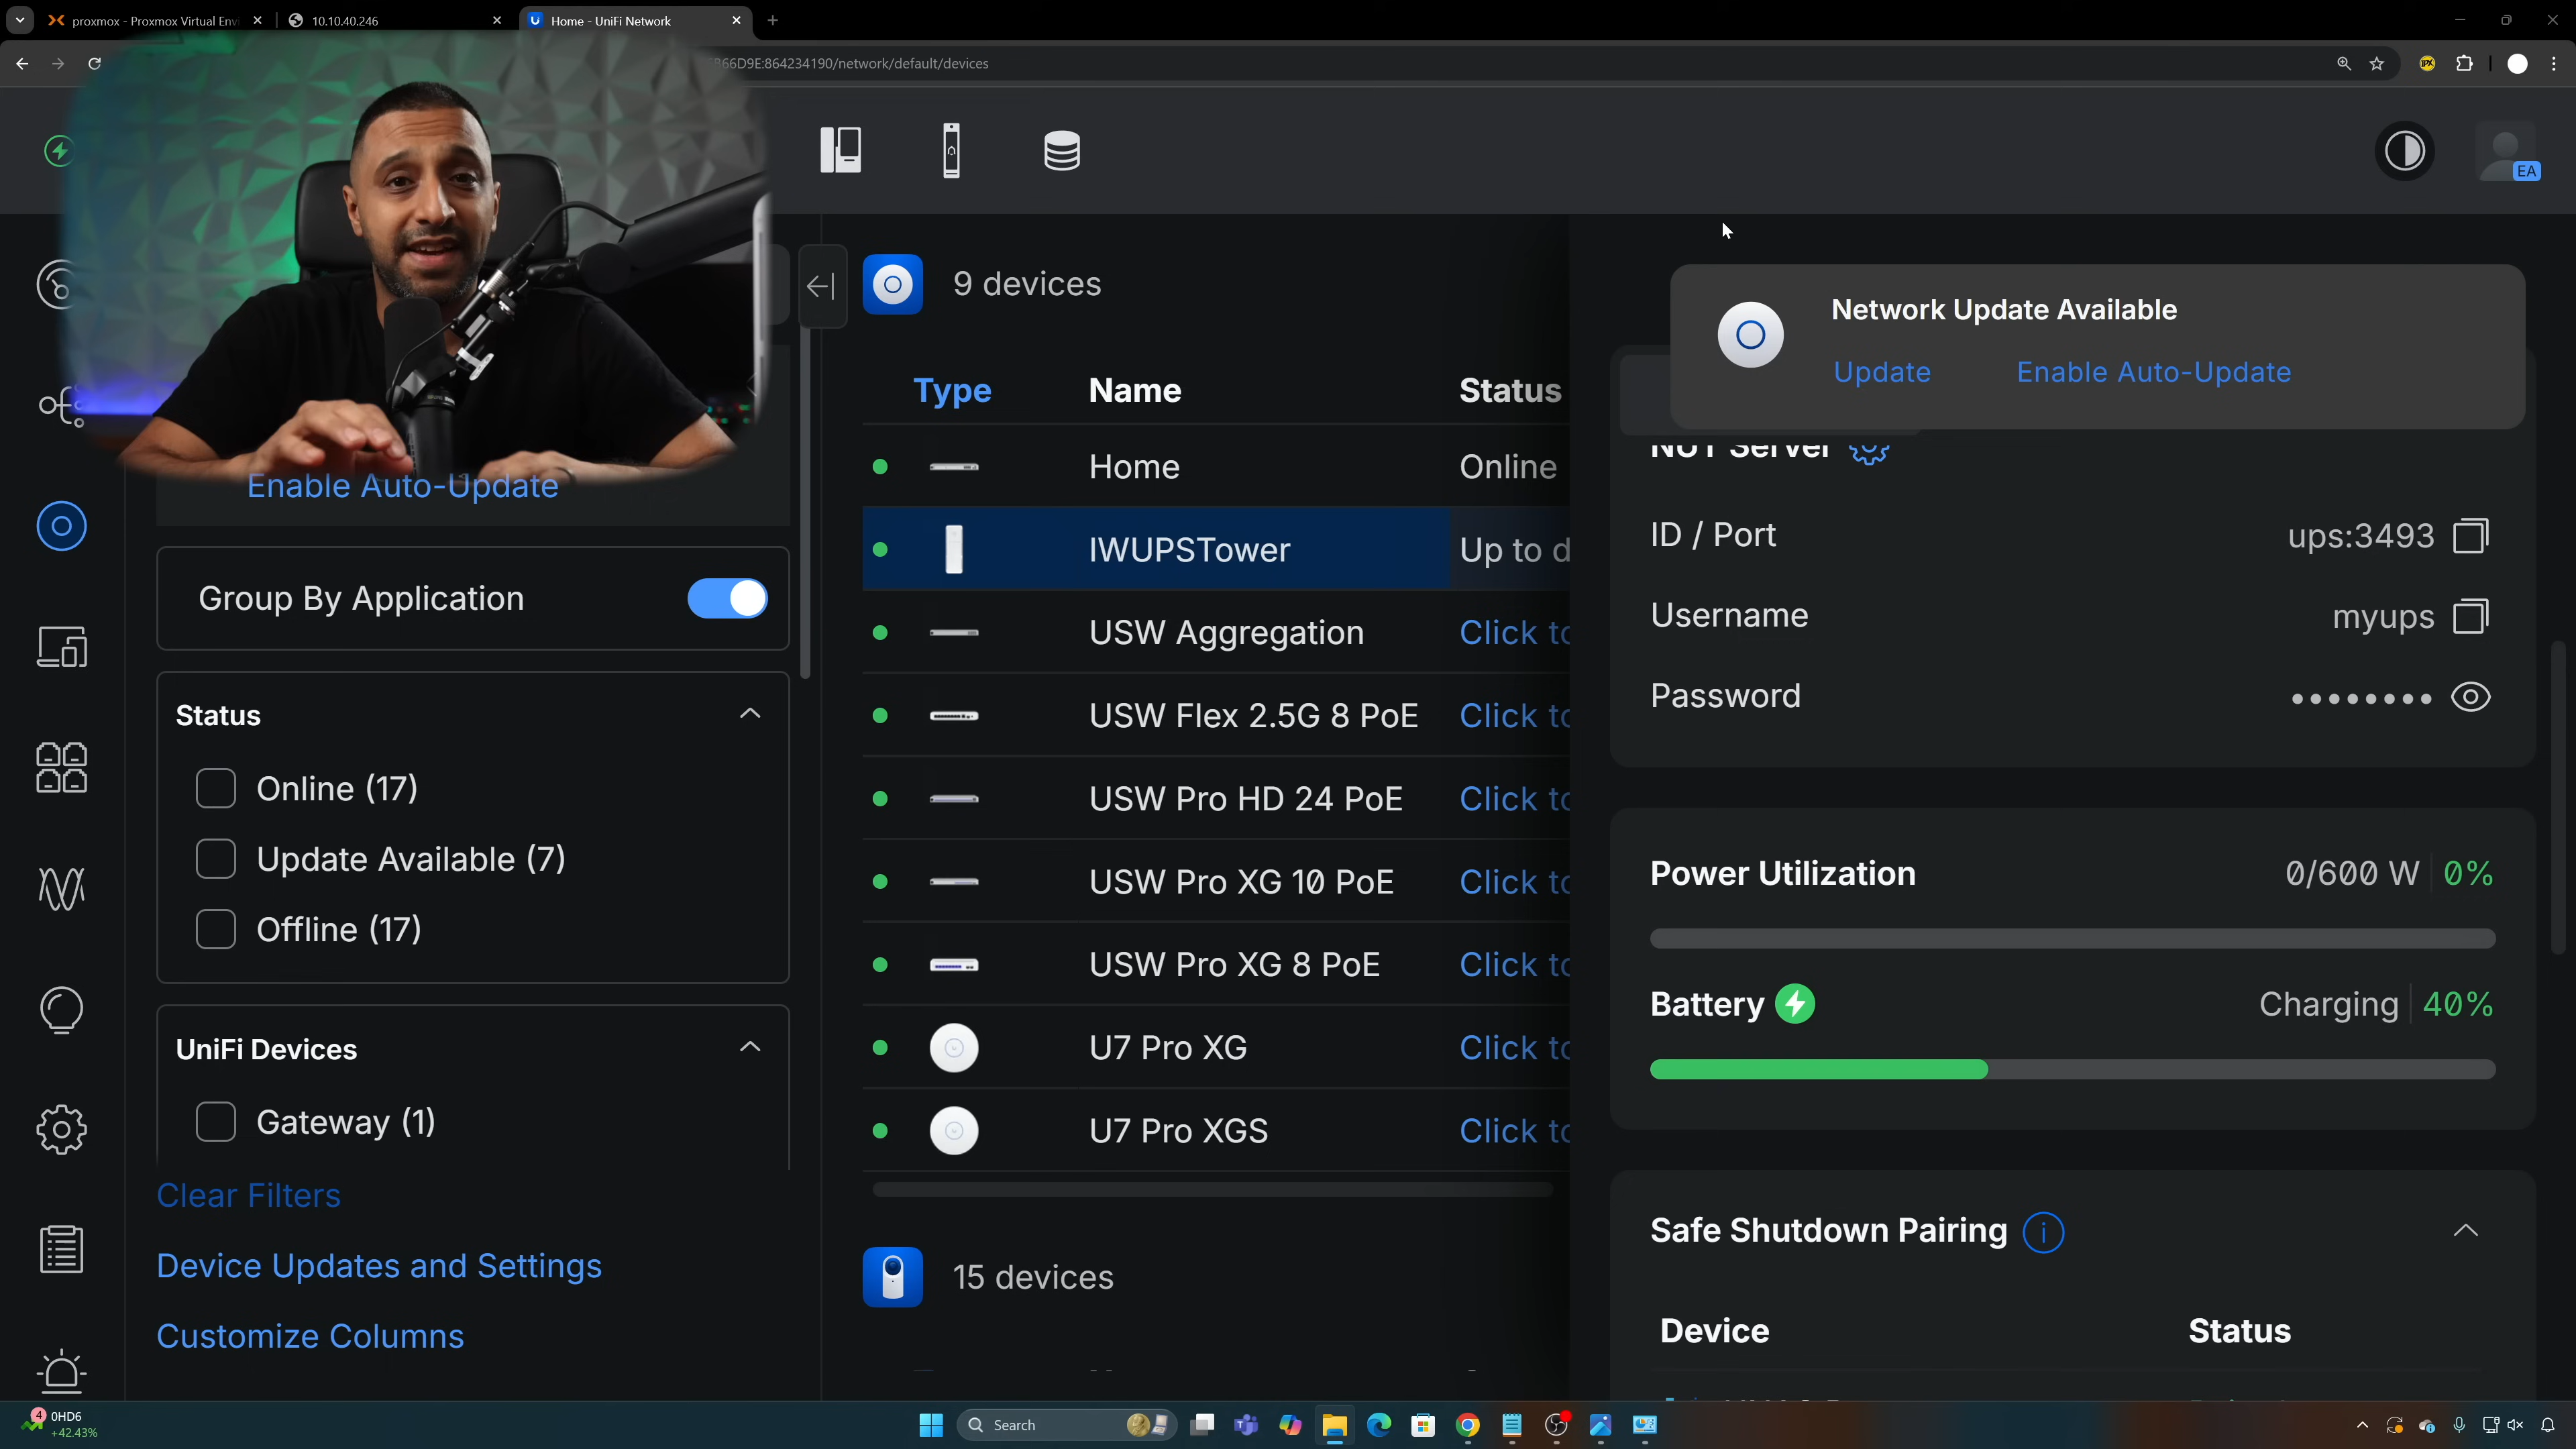 proxmox - Proxmox Virtual Envi
10.10.40.246
Home - UniFi Network
366D9E:864234190/network/default/devices
EA
9 devices
Network Update Available
Update
Enable Auto-Update
Type
Name
Status
Home
Online
NUT Server
Enable Auto-Update
IWUPSTower
Up to d
ID / Port
ups:3493
Group By Application
Username
myups
USW Aggregation
Click to
Password
••••••••
Status
USW Flex 2.5G 8 PoE
Click to
Online (17)
USW Pro HD 24 PoE
Click to
Update Available (7)
Power Utilization
0/600 W
0%
USW Pro XG 10 PoE
Click to
Offline (17)
USW Pro XG 8 PoE
Click to
Battery
Charging
40%
UniFi Devices
U7 Pro XG
Click to
Gateway (1)
U7 Pro XGS
Click to
Clear Filters
Safe Shutdown Pairing
Device Updates and Settings
15 devices
Device
Status
Customize Columns
4
0HD6
+42.43%
Search